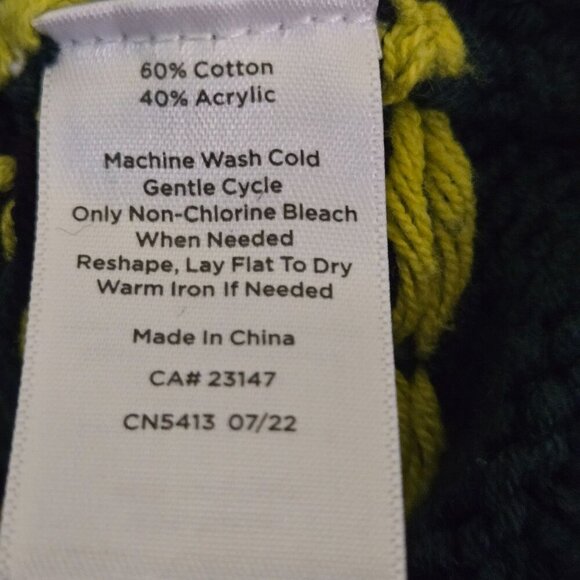 60% Cotton
40% Acrylic
Machine Wash Cold
Gentle Cycle
Only Non-Chlorine Bleach
When Needed
Reshape, Lay Flat To Dry
Warm Iron If Needed
Made In China
CA# 23147
CN5413 07/22